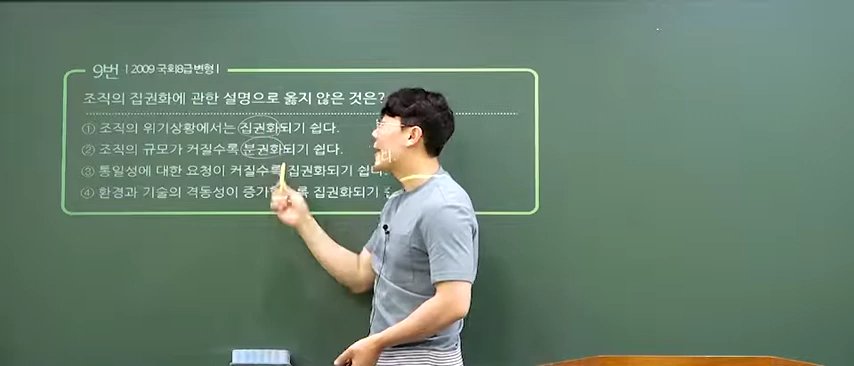 9번 | 2009 국회8급변형 |
조직의 집권화에 관한 설명으로 옳지 않은 것은?
① 조직의 위기상황에서는 집권화되기 쉽다.
② 조직의 규모가 커질수록 분권화되기 쉽다.
③ 통일성에 대한 요청이 커질수록 집권화되기 쉽다.
④ 환경과 기술의 격동성이 집권화되기